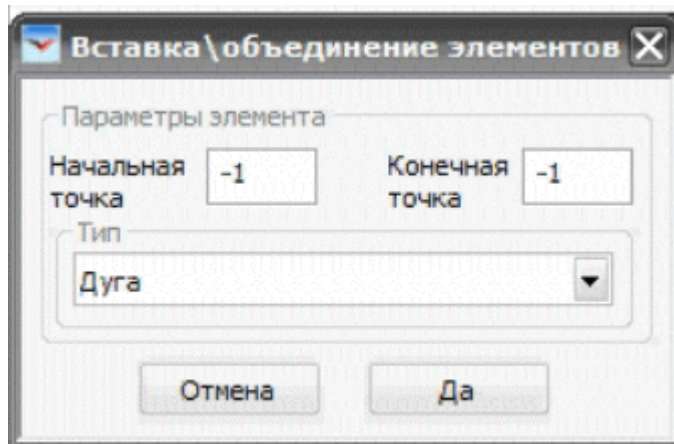 Вставка\объединение элементов
Параметры элемента
Начальная точка -1 Конечная точка -1
Тип
Дуга
Отмена Да